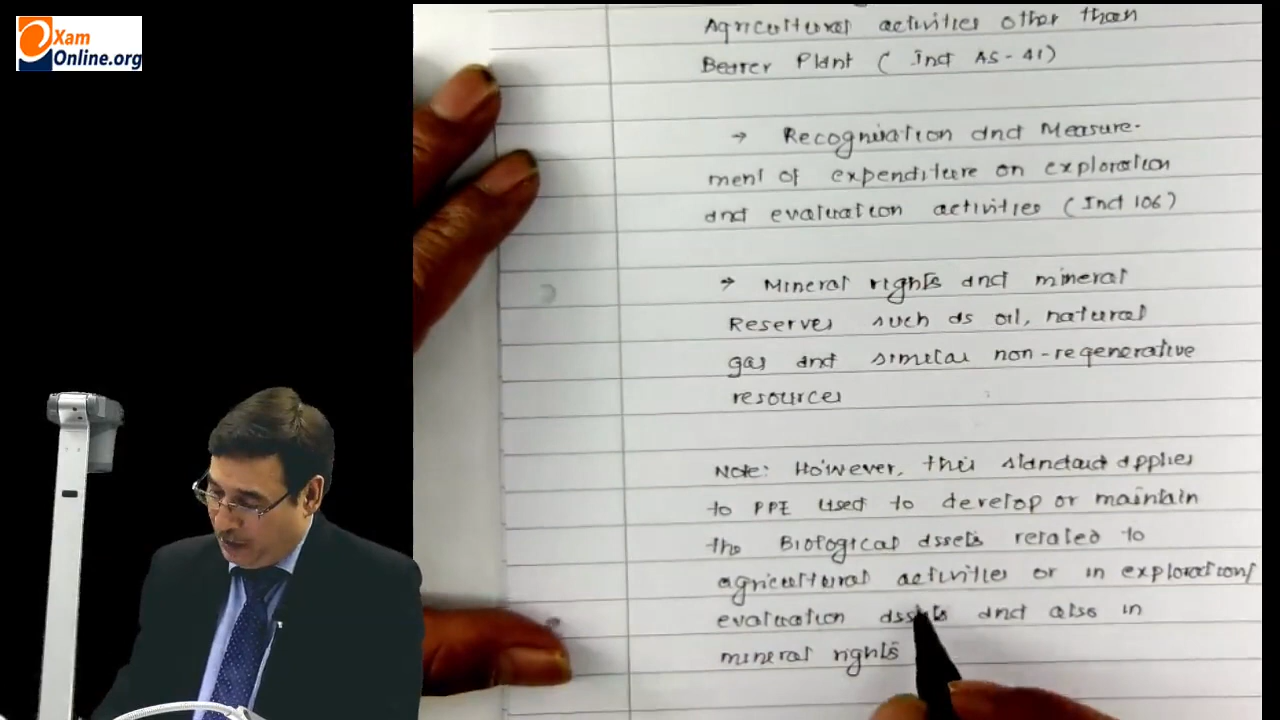 Exam
Online.org
Agricultural activities other than
Bearer Plant ( Ind AS-41)
→ Recognisation and Measure-
ment of expenditure on exploration
and evaluation activities (Ind 106)
→ Mineral rights and mineral
Reserves such as oil, natural
gas and similar non-regenerative
resources
Note: However, this standard applies
to PPE used to develop or maintain
the Biological assets related to
agricultural activities or in exploration/
evaluation assets and also in
mineral rights